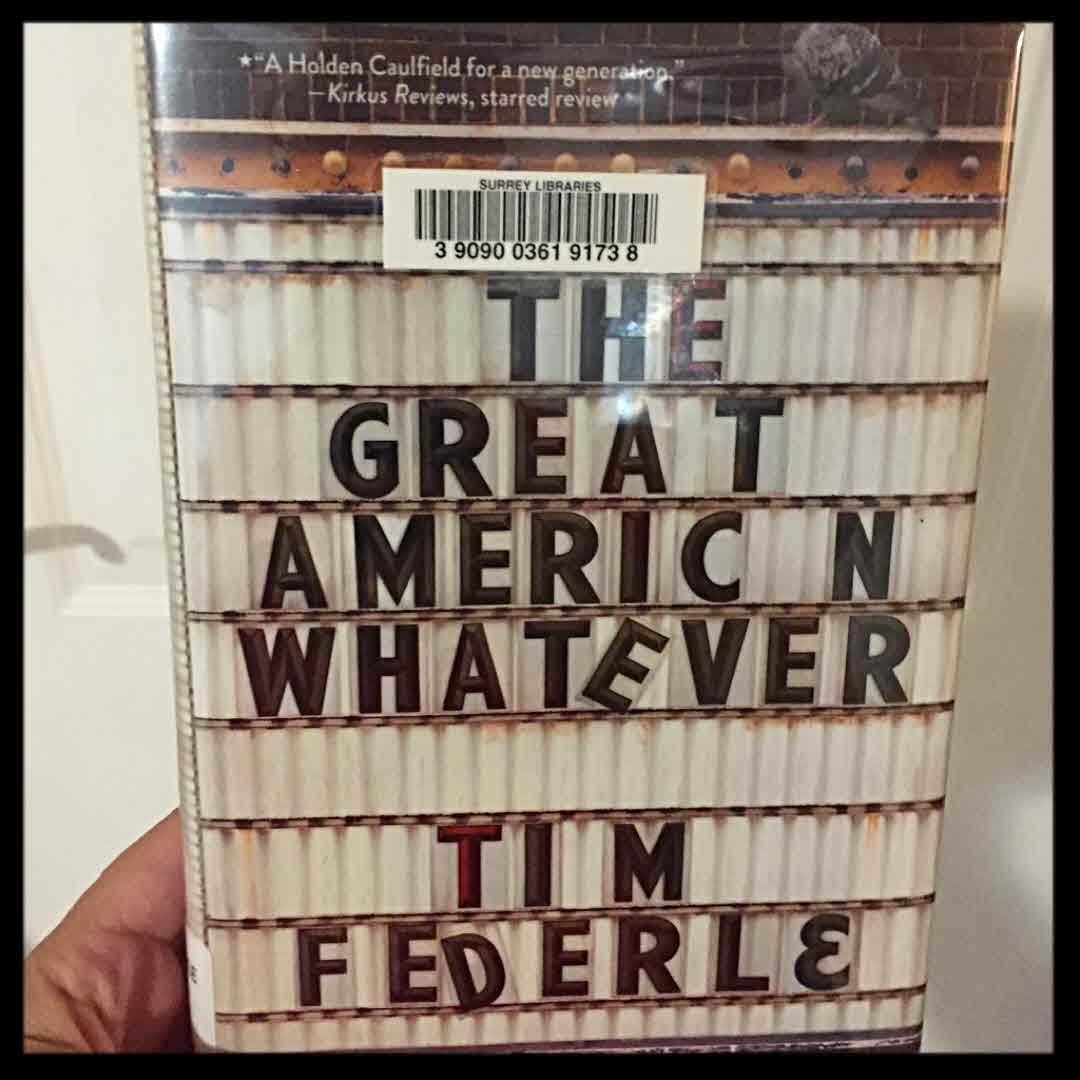 ★"A Holden Caulfield for a new generation."
—Kirkus Reviews, starred review
SURREY LIBRARIES
3 9090 0361 9173 8
THE
GREAT
AMERIC N
WHATEVER
TIM
FEDERLE